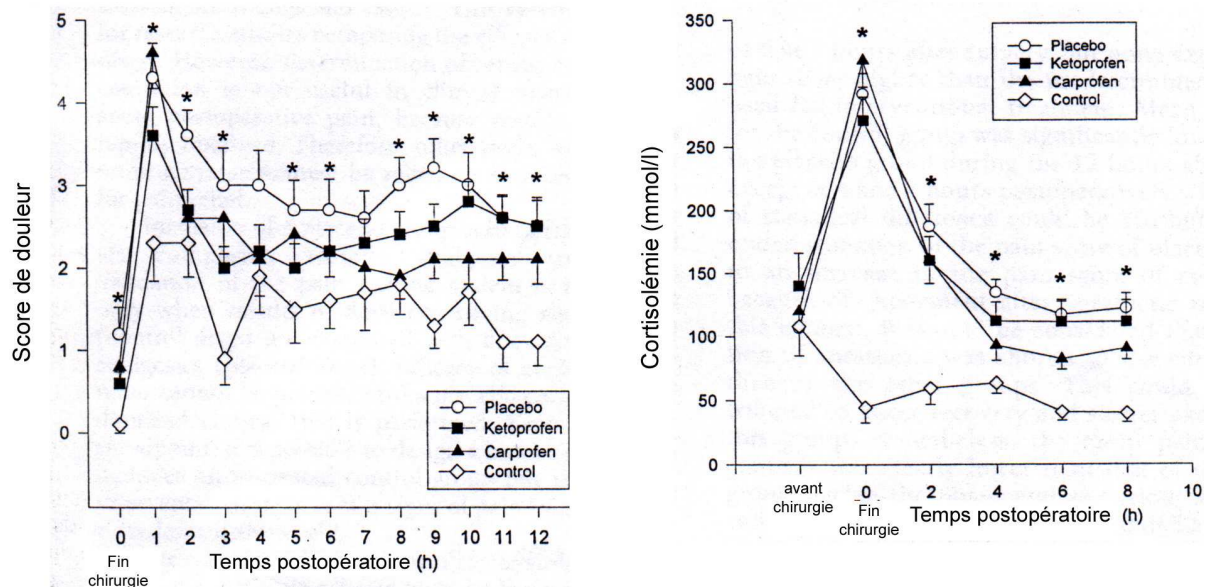 5
4
3
2
1
0
Score de douleur
* * * * * * * * * * *
Placebo
Ketoprofen
Carprofen
Control
0 1 2 3 4 5 6 7 8 9 10 11 12
Fin
chirurgie
Temps postopératoire (h)
350
300
250
200
150
100
50
0
Cortisolémie (mmol/l)
* * * * *
Placebo
Ketoprofen
Carprofen
Control
avant
chirurgie
0 2 4 6 8 10
Fin
chirurgie
Temps postopératoire (h)